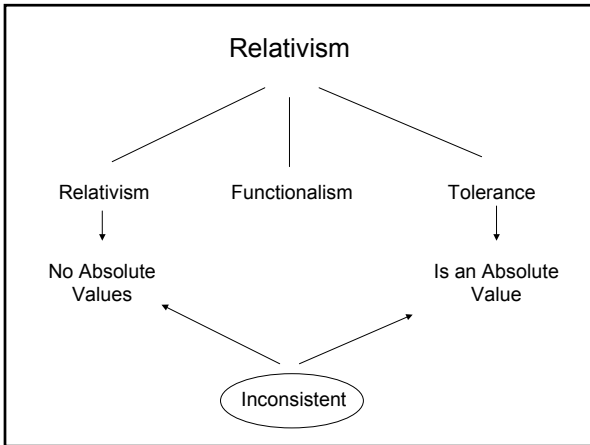 Relativism
Relativism Functionalism Tolerance
No Absolute
Values
Is an Absolute
Value
Inconsistent